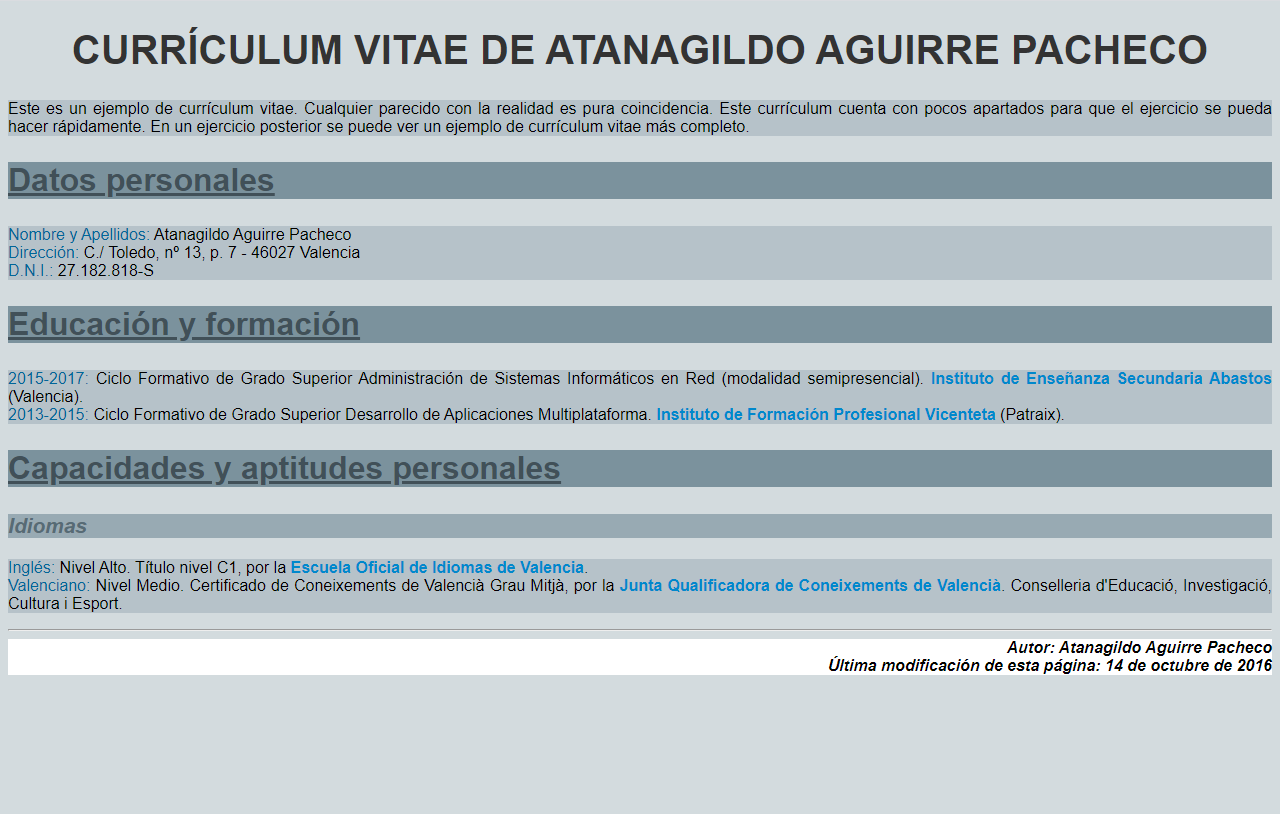 CURRÍCULUM VITAE DE ATANAGILDO AGUIRRE PACHECO
Este es un ejemplo de currículum vitae. Cualquier parecido con la realidad es pura coincidencia. Este currículum cuenta con pocos apartados para que el ejercicio se pueda
hacer rápidamente. En un ejercicio posterior se puede ver un ejemplo de currículum vitae más completo.
Datos personales
Nombre y Apellidos: Atanagildo Aguirre Pacheco
Dirección: C./ Toledo, nº 13, p. 7 - 46027 Valencia
D.N.I.: 27.182.818-S
Educación y formación
2015-2017: Ciclo Formativo de Grado Superior Administración de Sistemas Informáticos en Red (modalidad semipresencial). Instituto de Enseñanza Secundaria Abastos
(Valencia).
2013-2015: Ciclo Formativo de Grado Superior Desarrollo de Aplicaciones Multiplataforma. Instituto de Formación Profesional Vicenteta (Patraix).
Capacidades y aptitudes personales
Idiomas
Inglés: Nivel Alto. Título nivel C1, por la Escuela Oficial de Idiomas de Valencia.
Valenciano: Nivel Medio. Certificado de Coneixements de Valencià Grau Mitjà, por la Junta Qualificadora de Coneixements de Valencià. Conselleria d'Educació, Investigació,
Cultura i Esport.
Autor: Atanagildo Aguirre Pacheco
Última modificación de esta página: 14 de octubre de 2016